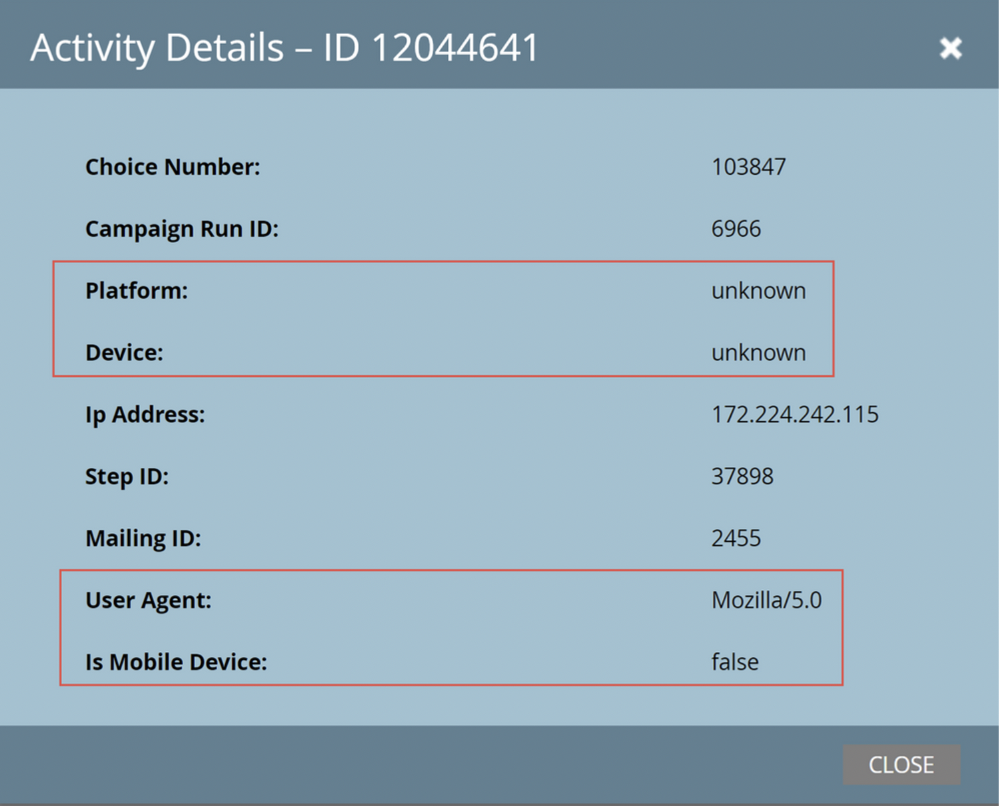 Activity Details – ID 12044641
Choice Number: 103847
Campaign Run ID: 6966
Platform: unknown
Device: unknown
Ip Address: 172.224.242.115
Step ID: 37898
Mailing ID: 2455
User Agent: Mozilla/5.0
Is Mobile Device: false
CLOSE